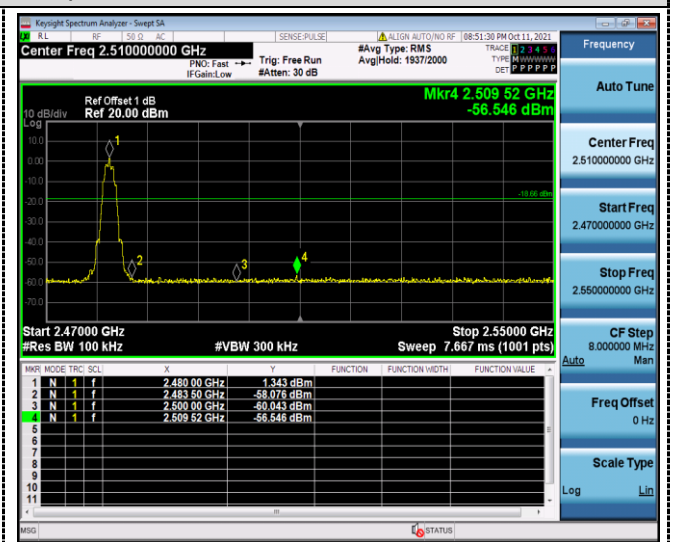 Keysight Spectrum Analyzer - Swept SA
RL RF 50 Ω AC SENSE:PULSE ALIGN AUTO/NO RF 08:51:30 PM Oct 11, 2021
Center Freq 2.510000000 GHz #Avg Type: RMS TRACE 1 2 3 4 5 6
PNO: Fast Trig: Free Run Avg|Hold: 1937/2000 TYPE M WWWWW
IFGain:Low #Atten: 30 dB DET P P P P P P
Ref Offset 1 dB Mkr4 2.509 52 GHz
10 dB/div Ref 20.00 dBm -56.546 dBm
Log
10.0
0.00
-10.0
-20.0
-30.0
-40.0
-50.0
-60.0
-70.0
1
2
3
4
-18.66 dBm
Start 2.47000 GHz Stop 2.55000 GHz
#Res BW 100 kHz #VBW 300 kHz Sweep 7.667 ms (1001 pts)
MKR MODE TRC SCL X Y FUNCTION FUNCTION WIDTH FUNCTION VALUE
1 N 1 f 2.480 00 GHz 1.343 dBm
2 N 1 f 2.483 50 GHz -58.076 dBm
3 N 1 f 2.500 00 GHz -60.043 dBm
4 N 1 f 2.509 52 GHz -56.546 dBm
5
6
7
8
9
10
11
MSG STATUS
Frequency
Auto Tune
Center Freq
2.510000000 GHz
Start Freq
2.470000000 GHz
Stop Freq
2.550000000 GHz
CF Step
8.000000 MHz
Auto Man
Freq Offset
0 Hz
Scale Type
Log Lin